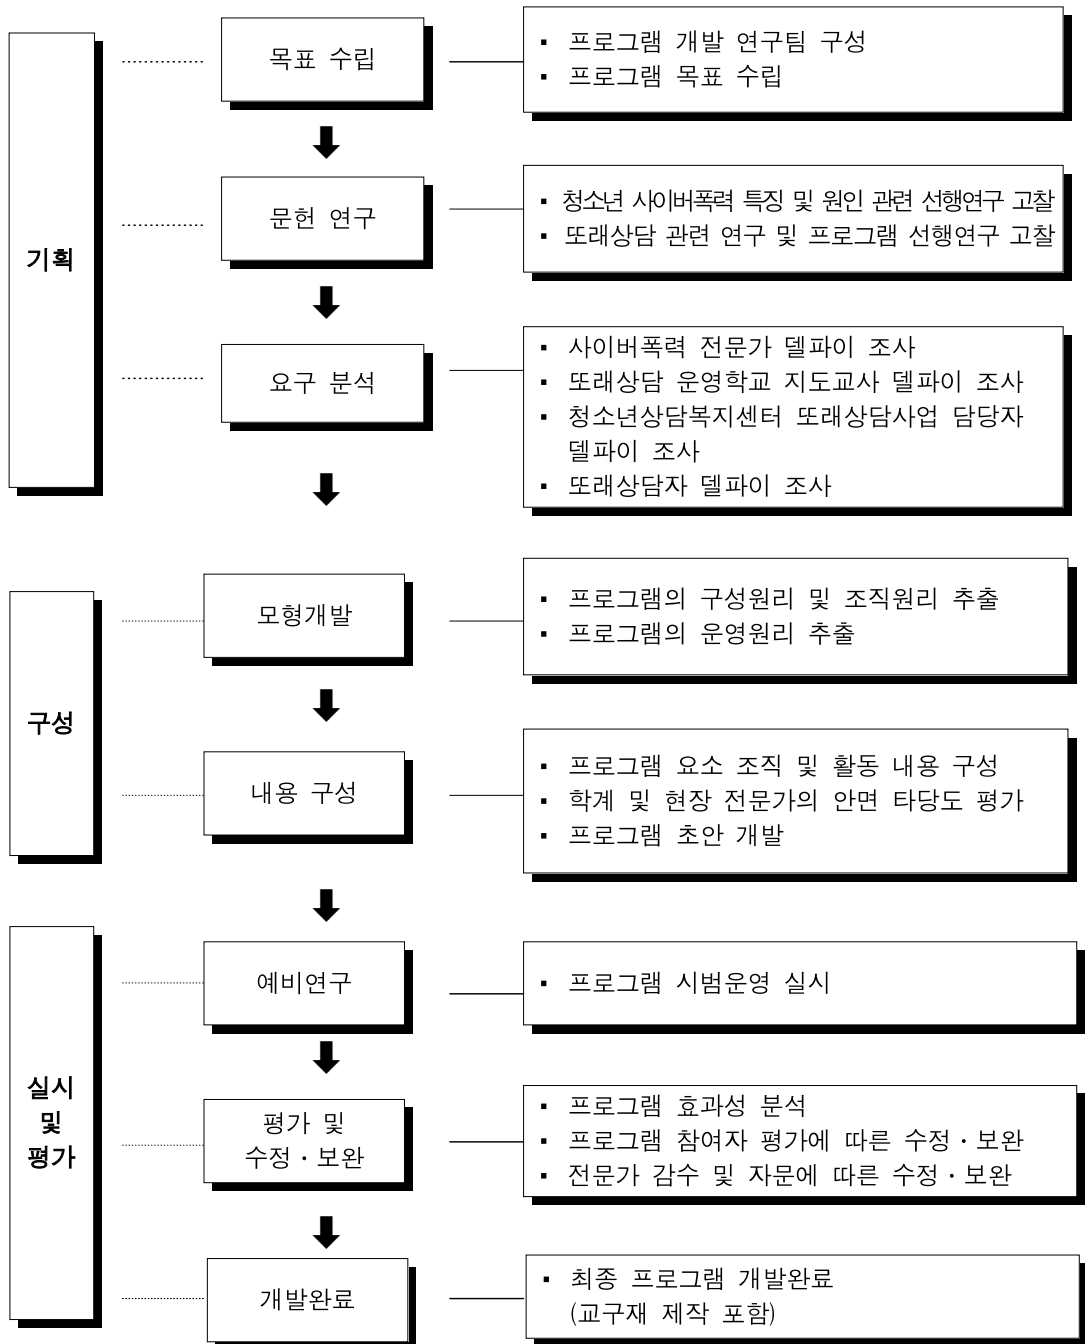 기획
목표 수립
▪ 프로그램 개발 연구팀 구성
▪ 프로그램 목표 수립
문헌 연구
▪ 청소년 사이버폭력 특징 및 원인 관련 선행연구 고찰
▪ 또래상담 관련 연구 및 프로그램 선행연구 고찰
요구 분석
▪ 사이버폭력 전문가 델파이 조사
▪ 또래상담 운영학교 지도교사 델파이 조사
▪ 청소년상담복지센터 또래상담사업 담당자
델파이 조사
▪ 또래상담자 델파이 조사
구성
모형개발
▪ 프로그램의 구성원리 및 조직원리 추출
▪ 프로그램의 운영원리 추출
내용 구성
▪ 프로그램 요소 조직 및 활동 내용 구성
▪ 학계 및 현장 전문가의 안면 타당도 평가
▪ 프로그램 초안 개발
실시
및
평가
예비연구
▪ 프로그램 시범운영 실시
평가 및
수정・보완
▪ 프로그램 효과성 분석
▪ 프로그램 참여자 평가에 따른 수정・보완
▪ 전문가 감수 및 자문에 따른 수정・보완
개발완료
▪ 최종 프로그램 개발완료
(교구재 제작 포함)